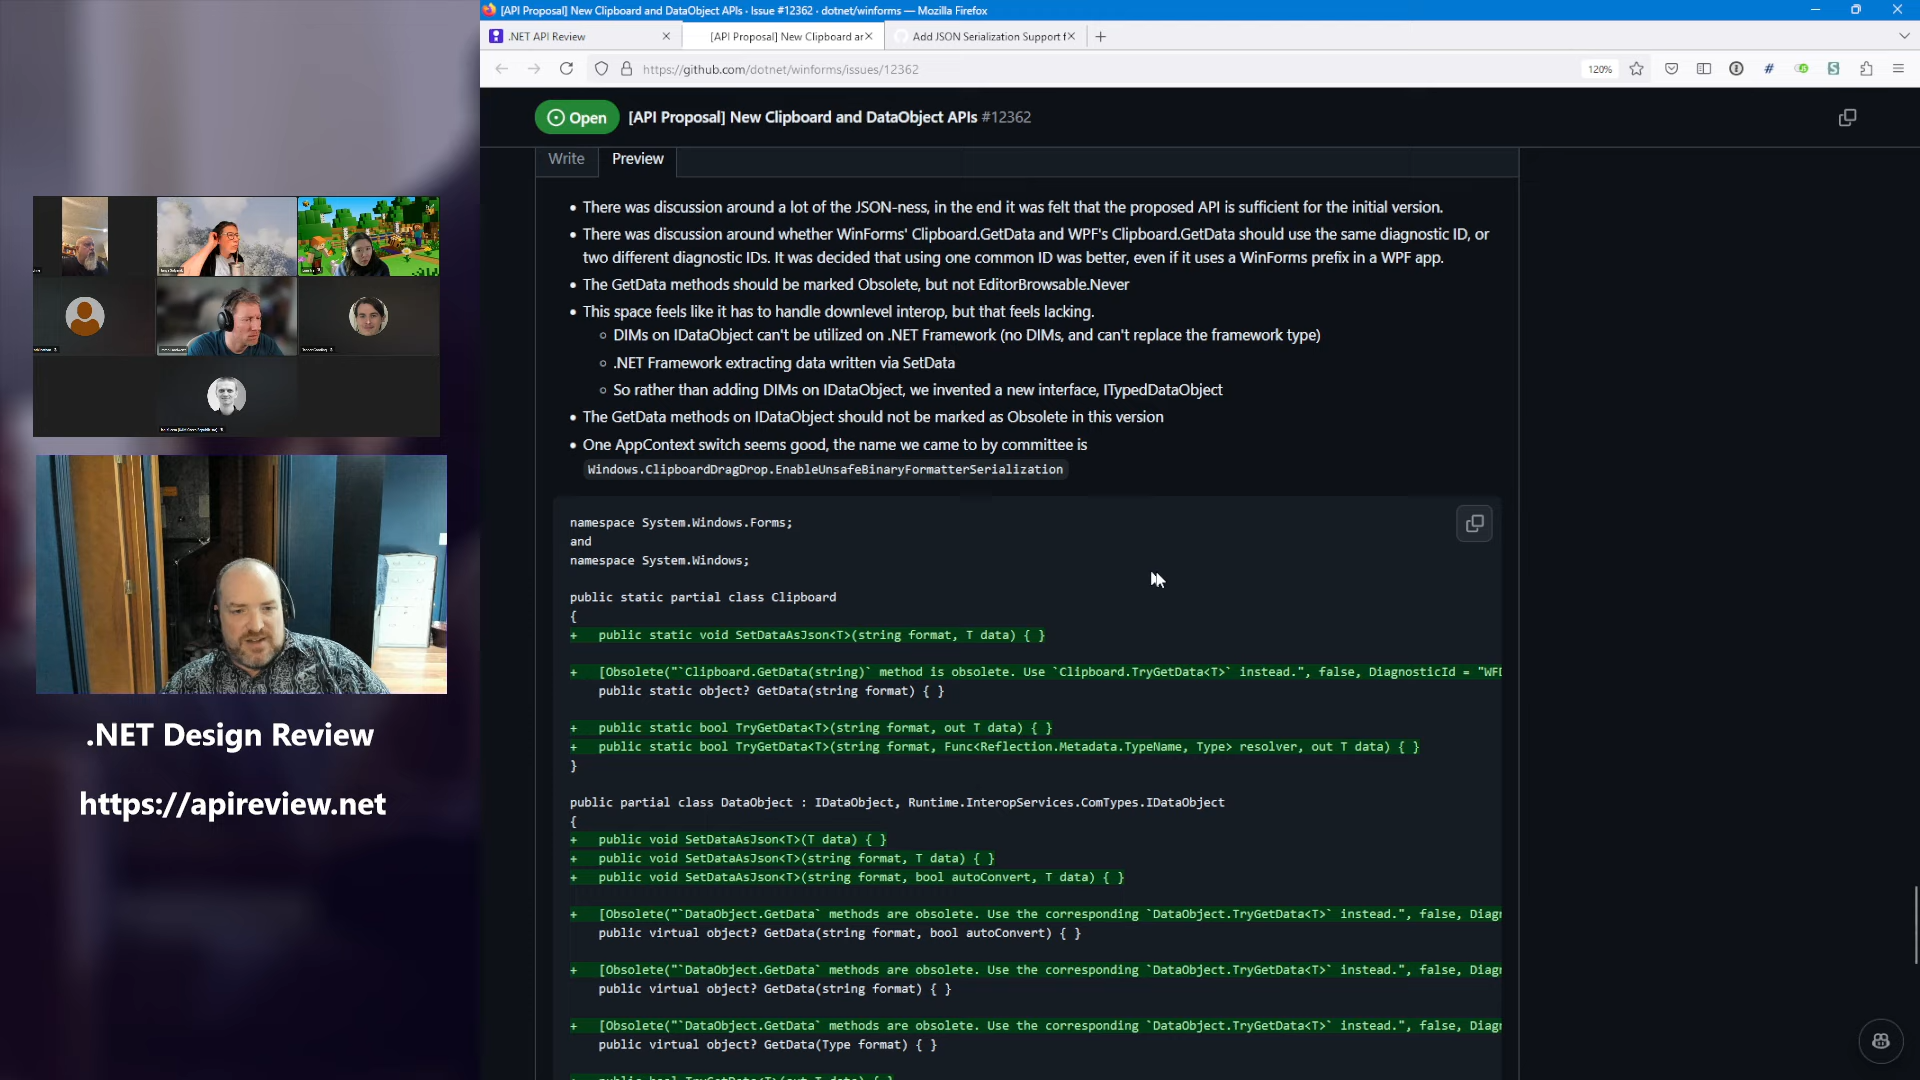 [API Proposal] New Clipboard and DataObject APIs · Issue #12362 · dotnet/winforms — Mozilla Firefox
.NET API Review
[API Proposal] New Clipboard ar
Add JSON Serialization Support f
https://github.com/dotnet/winforms/issues/12362
120%
Open
[API Proposal] New Clipboard and DataObject APIs #12362
Write
Preview
• There was discussion around a lot of the JSON-ness, in the end it was felt that the proposed API is sufficient for the initial version.
• There was discussion around whether WinForms' Clipboard.GetData and WPF's Clipboard.GetData should use the same diagnostic ID, or
two different diagnostic IDs. It was decided that using one common ID was better, even if it uses a WinForms prefix in a WPF app.
• The GetData methods should be marked Obsolete, but not EditorBrowsable.Never
• This space feels like it has to handle downlevel interop, but that feels lacking.
○ DIMs on IDataObject can't be utilized on .NET Framework (no DIMs, and can't replace the framework type)
○ .NET Framework extracting data written via SetData
○ So rather than adding DIMs on IDataObject, we invented a new interface, ITypedDataObject
• The GetData methods on IDataObject should not be marked as Obsolete in this version
• One AppContext switch seems good, the name we came to by committee is
Windows.ClipboardDragDrop.EnableUnsafeBinaryFormatterSerialization
namespace System.Windows.Forms;
and
namespace System.Windows;
public static partial class Clipboard
{
+   public static void SetDataAsJson<T>(string format, T data) { }
+   [Obsolete("`Clipboard.GetData(string)` method is obsolete. Use `Clipboard.TryGetData<T>` instead.", false, DiagnosticId = "WFD
    public static object? GetData(string format) { }
+   public static bool TryGetData<T>(string format, out T data) { }
+   public static bool TryGetData<T>(string format, Func<Reflection.Metadata.TypeName, Type> resolver, out T data) { }
}
public partial class DataObject : IDataObject, Runtime.InteropServices.ComTypes.IDataObject
{
+   public void SetDataAsJson<T>(T data) { }
+   public void SetDataAsJson<T>(string format, T data) { }
+   public void SetDataAsJson<T>(string format, bool autoConvert, T data) { }
+   [Obsolete("`DataObject.GetData` methods are obsolete. Use the corresponding `DataObject.TryGetData<T>` instead.", false, Diagn
    public virtual object? GetData(string format, bool autoConvert) { }
+   [Obsolete("`DataObject.GetData` methods are obsolete. Use the corresponding `DataObject.TryGetData<T>` instead.", false, Diagn
    public virtual object? GetData(string format) { }
+   [Obsolete("`DataObject.GetData` methods are obsolete. Use the corresponding `DataObject.TryGetData<T>` instead.", false, Diagn
    public virtual object? GetData(Type format) { }
.NET Design Review
https://apireview.net